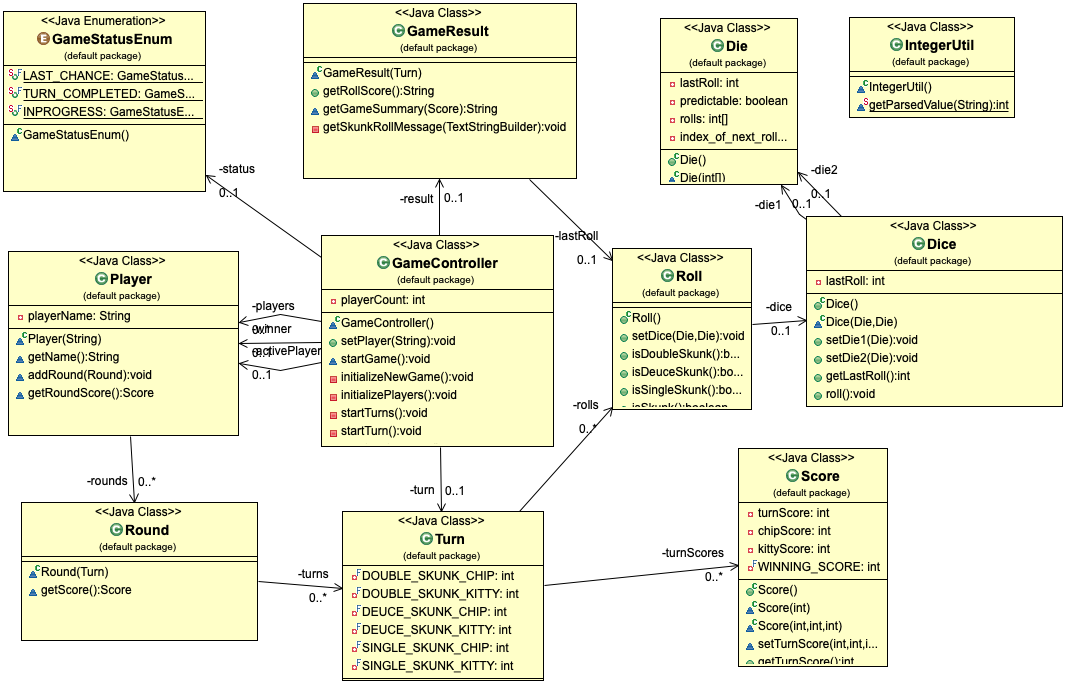 <<Java Enumeration>>
GameStatusEnum
(default package)
LAST_CHANCE: GameStatus...
TURN_COMPLETED: GameS...
INPROGRESS: GameStatusE...
GameStatusEnum()
<<Java Class>>
GameResult
(default package)
GameResult(Turn)
getRollScore():String
getGameSummary(Score):String
getSkunkRollMessage(TextStringBuilder):void
<<Java Class>>
Die
(default package)
lastRoll: int
predictable: boolean
rolls: int[]
index_of_next_roll...
Die()
Die(int[])
<<Java Class>>
IntegerUtil
(default package)
IntegerUtil()
getParsedValue(String):int
-status
0..1
-result
0..1
-lastRoll
0..1
-die2
0..1
-die1
0..1
<<Java Class>>
Player
(default package)
playerName: String
Player(String)
getName():String
addRound(Round):void
getRoundScore():Score
-players
0..*
-winner
0..1
-activePlayer
0..1
<<Java Class>>
GameController
(default package)
playerCount: int
GameController()
setPlayer(String):void
startGame():void
initializeNewGame():void
initializePlayers():void
startTurns():void
startTurn():void
<<Java Class>>
Roll
(default package)
Roll()
setDice(Die,Die):void
isDoubleSkunk():b...
isDeuceSkunk():bo...
isSingleSkunk():bo...
isSkunk():boolean
-dice
0..1
<<Java Class>>
Dice
(default package)
lastRoll: int
Dice()
Dice(Die,Die)
setDie1(Die):void
setDie2(Die):void
getLastRoll():int
roll():void
-rolls
0..*
-rounds
0..*
-turn
0..1
<<Java Class>>
Round
(default package)
Round(Turn)
getScore():Score
-turns
0..*
<<Java Class>>
Turn
(default package)
DOUBLE_SKUNK_CHIP: int
DOUBLE_SKUNK_KITTY: int
DEUCE_SKUNK_CHIP: int
DEUCE_SKUNK_KITTY: int
SINGLE_SKUNK_CHIP: int
SINGLE_SKUNK_KITTY: int
-turnScores
0..*
<<Java Class>>
Score
(default package)
turnScore: int
chipScore: int
kittyScore: int
WINNING_SCORE: int
Score()
Score(int)
Score(int,int,int)
setTurnScore(int,int,i...
getTurnScore():int